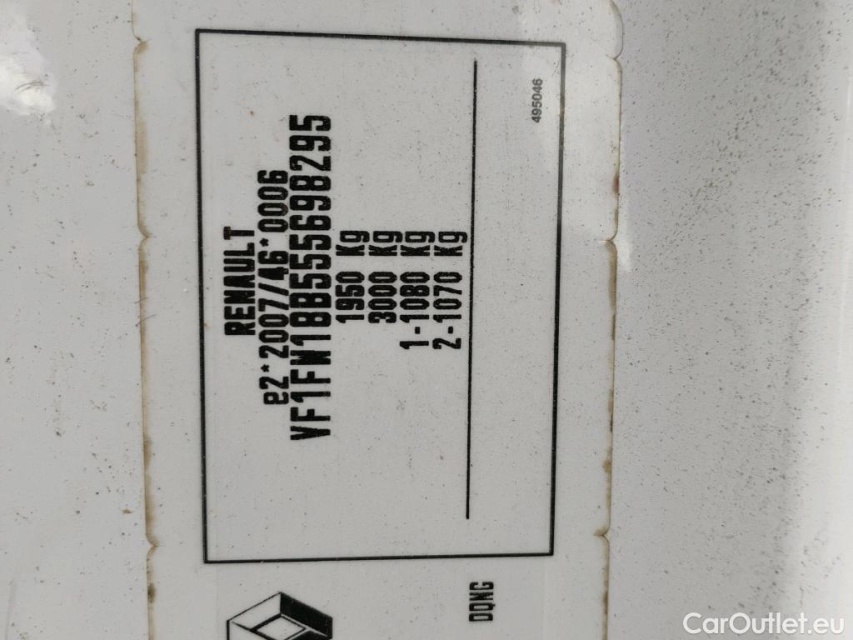 RENAULT
e2*2007/46*0006
VF1FW18B555698295
1950 Kg
3000 Kg
1-1080 Kg
2-1070 Kg
495046
DQNG
CarOutlet.eu